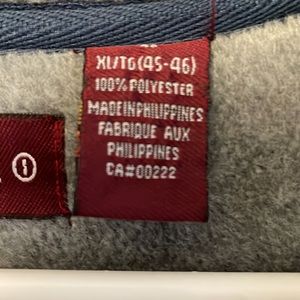 XL/TG(45-46)
100% POLYESTER
MADE IN PHILIPPINES
FABRIQUE AUX
PHILIPPINES
CA#00222